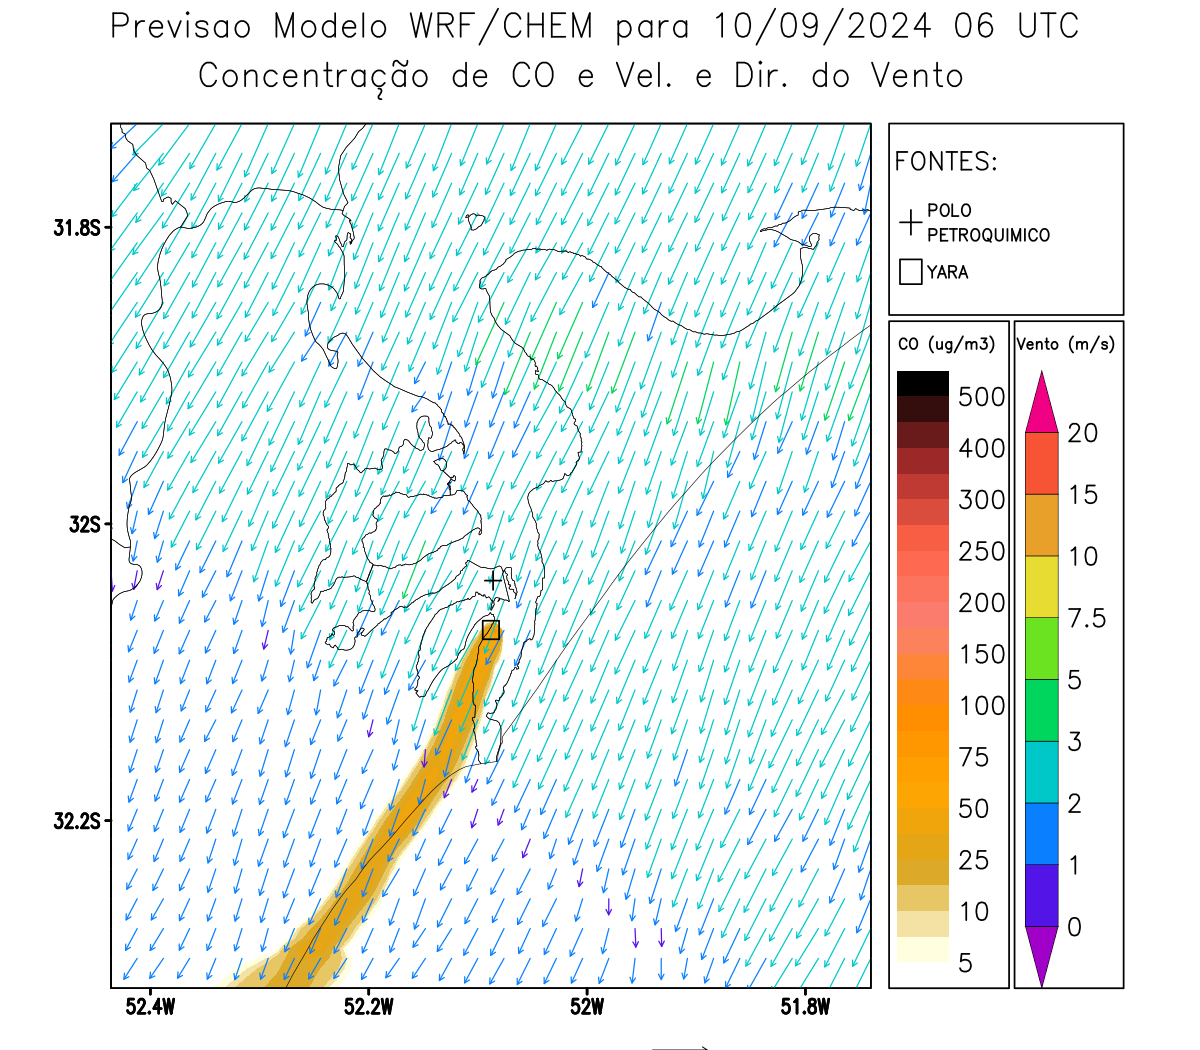 Previsao Modelo WRF/CHEM para 10/09/2024 06 UTC
Concentração de CO e Vel. e Dir. do Vento
FONTES:
POLO
PETROQUIMICO
YARA
CO (ug/m3)
500
400
300
250
200
150
100
75
50
25
10
5
Vento (m/s)
20
15
10
7.5
5
3
2
1
0
31.8S
32S
32.2S
52.4W
52.2W
52W
51.8W